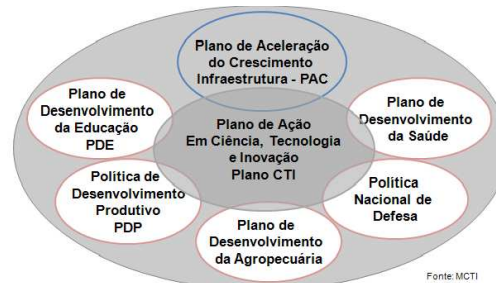 Plano de Aceleração
do Crescimento
Infraestrutura - PAC
Plano de
Desenvolvimento
da Educação
PDE
Plano de Ação
Em Ciência, Tecnologia
e Inovação
Plano CTI
Plano de
Desenvolvimento
da Saúde
Política de
Desenvolvimento
Produtivo
PDP
Plano de
Desenvolvimento
da Agropecuária
Política
Nacional de
Defesa
Fonte: MCTI